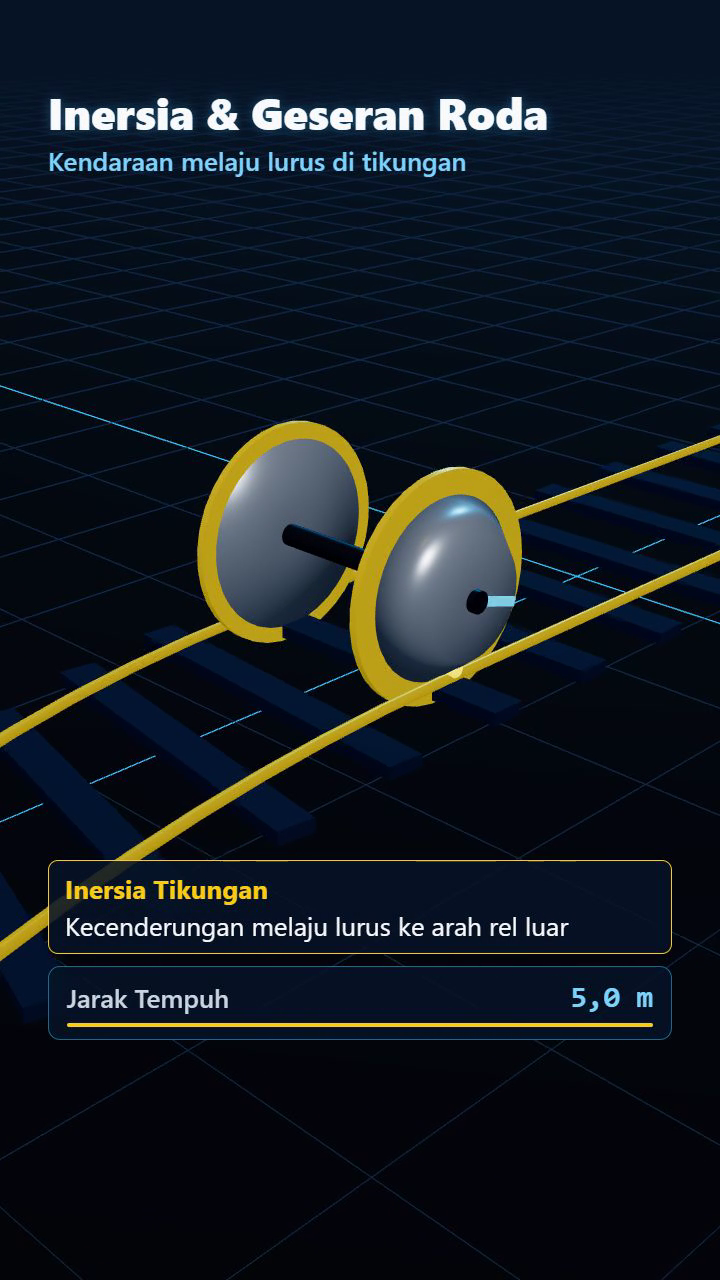 Inersia & Geseran Roda
Kendaraan melaju lurus di tikungan
Inersia Tikungan
Kecenderungan melaju lurus ke arah rel luar
Jarak Tempuh 5,0 m